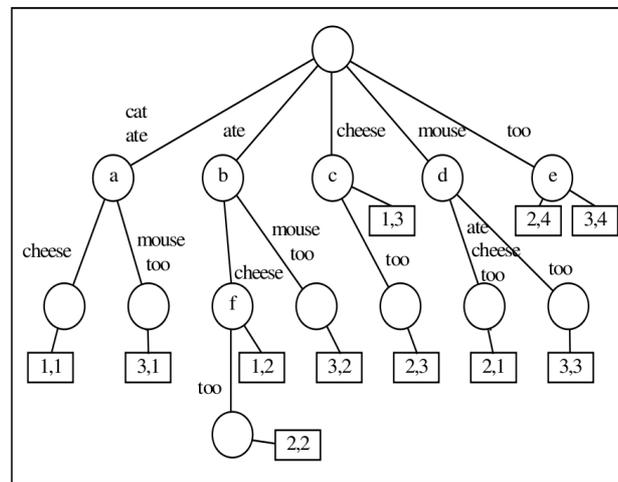 cat
ate
ate
cheese
mouse
too
a
b
c
d
e
1,3
2,4
3,4
cheese
mouse
too
cheese
mouse
too
too
ate
cheese
too
too
f
1,1
3,1
1,2
3,2
2,3
2,1
3,3
too
2,2